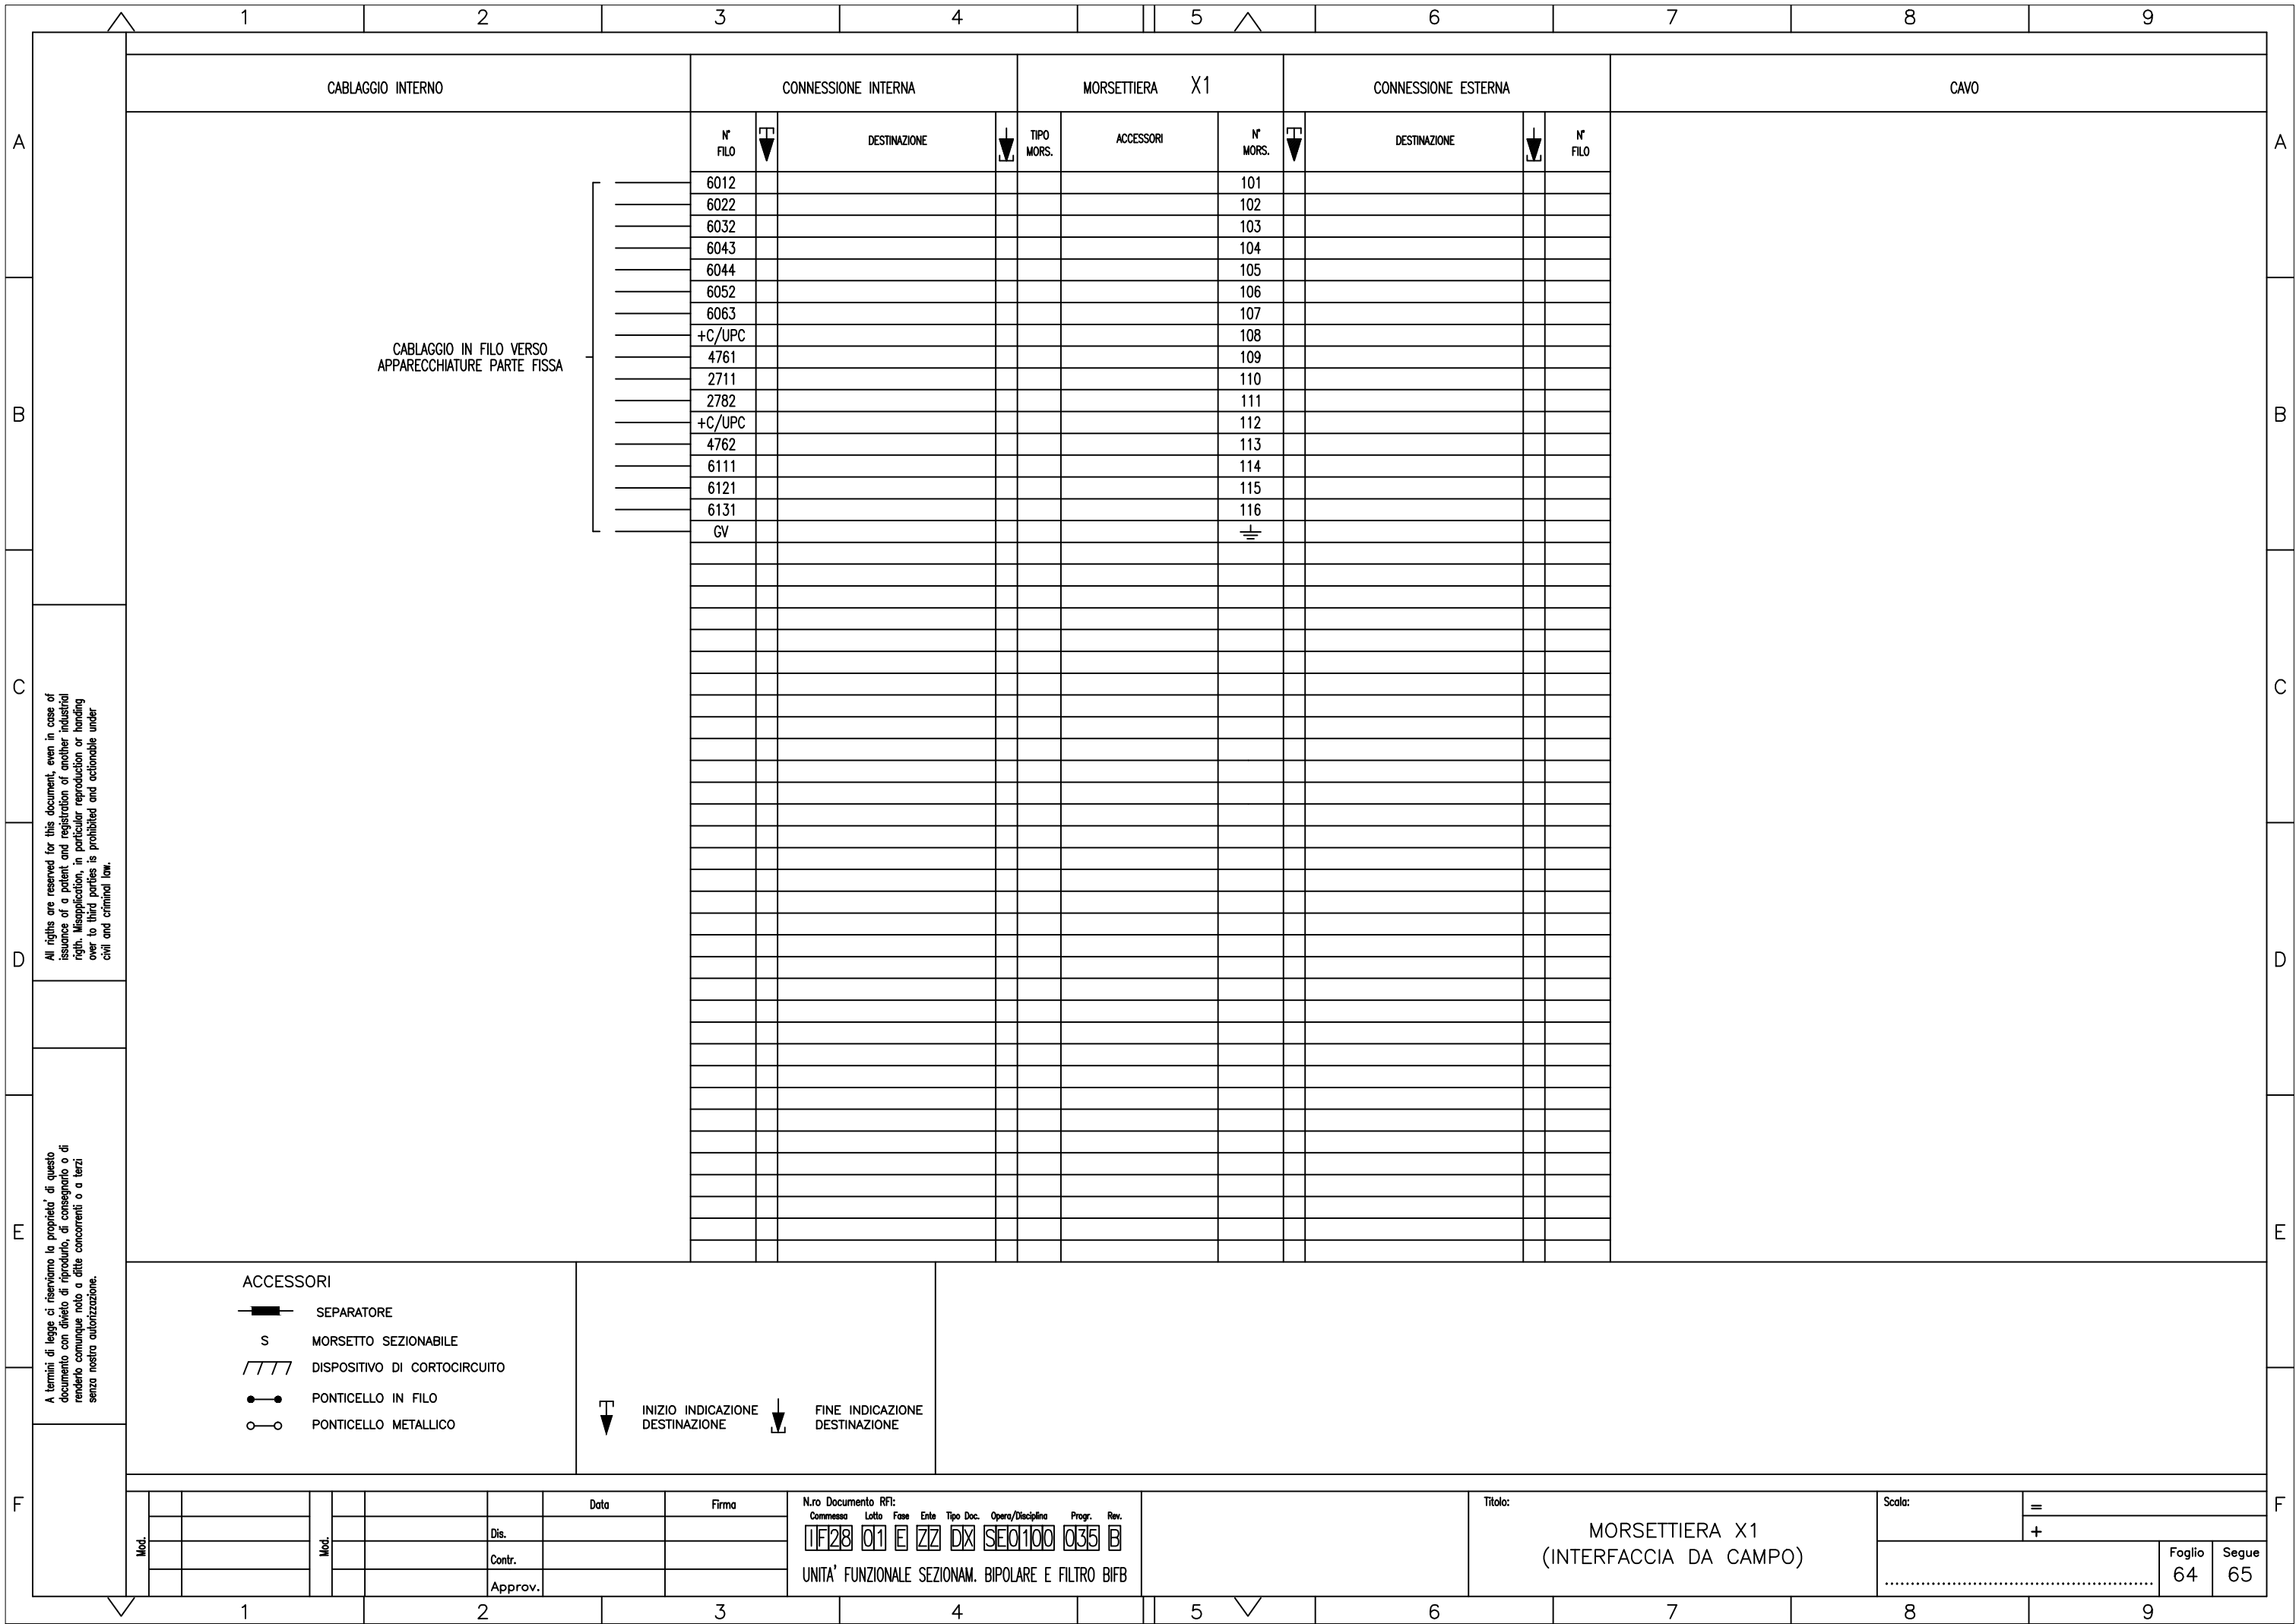 1 2 3 4 5 6 7 8 9
CABLAGGIO INTERNO
CONNESSIONE INTERNA
MORSETTIERA X1
CONNESSIONE ESTERNA
CAVO
N° FILO
DESTINAZIONE
TIPO MORS.
ACCESSORI
N° MORS.
DESTINAZIONE
N° FILO
A A
6012 101
6022 102
6032 103
6043 104
6044 105
6052 106
6063 107
+C/UPC 108
4761 109
2711 110
2782 111
+C/UPC 112
4762 113
6111 114
6121 115
6131 116
GV
CABLAGGIO IN FILO VERSO
APPARECCHIATURE PARTE FISSA
B B
C C
D D
E E
F F
All rigths are reserved for this document, even in case of
issuance of a patent and registration of another industrial
rigth. Misapplication, in particular reproduction or handing
over to third parties is prohibited and actionable under
civil and criminal law.
A termini di legge ci riserviamo la proprieta' di questo
documento con divieto di riprodurlo, di consegnarlo o di
renderlo comunque noto a ditte concorrenti o a terzi
senza nostra autorizzazione.
ACCESSORI
SEPARATORE
S MORSETTO SEZIONABILE
DISPOSITIVO DI CORTOCIRCUITO
PONTICELLO IN FILO
PONTICELLO METALLICO
INIZIO INDICAZIONE
DESTINAZIONE
FINE INDICAZIONE
DESTINAZIONE
Mod.
Mod.
Data Firma
Dis.
Contr.
Approv.
N.ro Documento RFI:
Commessa Lotto Fase Ente Tipo Doc. Opera/Disciplina Progr. Rev.
IF28 01 E ZZ DX SE0100 035 B
UNITA' FUNZIONALE SEZIONAM. BIPOLARE E FILTRO BIFB
Titolo:
MORSETTIERA X1
(INTERFACCIA DA CAMPO)
Scala:
=
+
Foglio
64
Segue
65
1 2 3 4 5 6 7 8 9